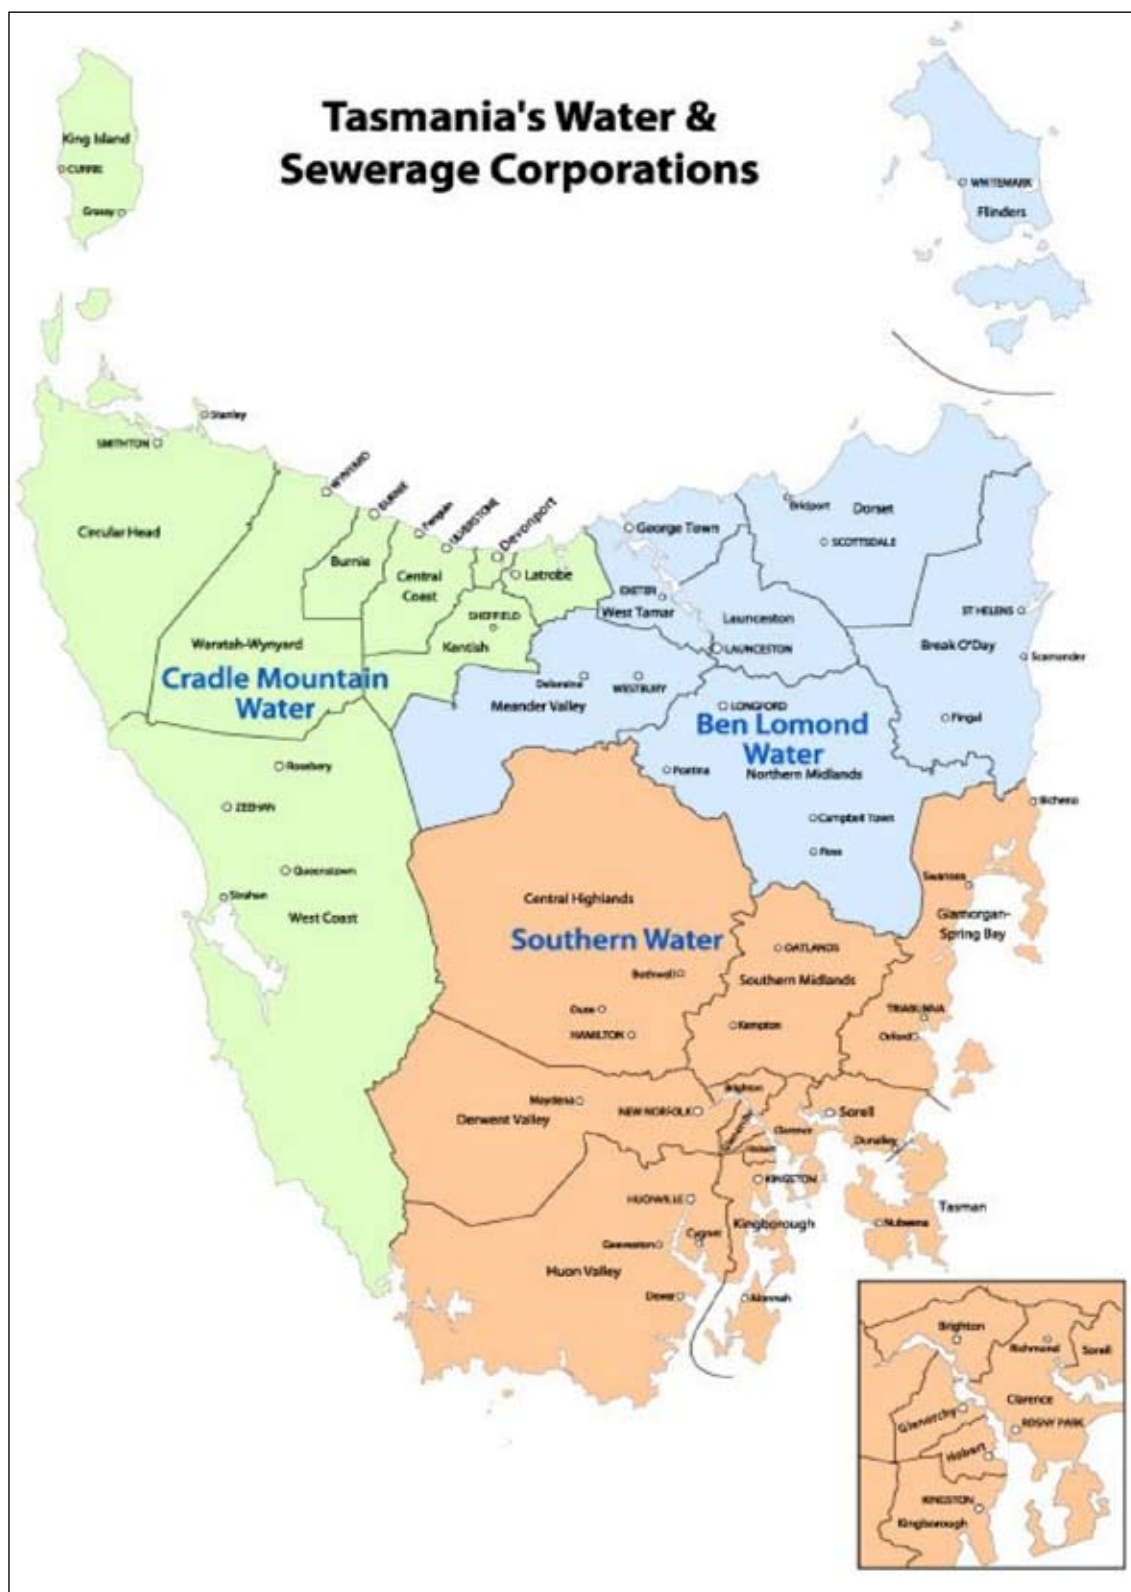 Tasmania's Water &
Sewerage Corporations
King Island
CURRIE
Grassy
WHITEMARK
Flinders
Stanley
SMITHTON
WYNYARD
BURNIE
Penguin
ULVERSTONE
Devonport
Circular Head
Burnie
Central
Coast
Latrobe
SHEFFIELD
Kentish
Waratah-Wynyard
Cradle Mountain
Water
George Town
Bridport
Dorset
SCOTTSDALE
EXETER
West Tamar
Launceston
LAUNCESTON
ST HELENS
Break O'Day
Scamander
Deloraine
WESTBURY
Meander Valley
LONGFORD
Ben Lomond
Water
Fingal
Northern Midlands
Campbell Town
Ross
Bicheno
Rosebery
ZEEHAN
Queenstown
Strahan
West Coast
Central Highlands
Southern Water
Swansea
Glamorgan-
Spring Bay
OATLANDS
Southern Midlands
Bothwell
Ouse
HAMILTON
Kempton
TRIABUNNA
Orford
Brighton
Maydena
Derwent Valley
NEW NORFOLK
Clarence
Sorell
Dunalley
KINGSTON
HUONVILLE
Kingborough
Tasman
Nubeena
Cygnet
Geeveston
Huon Valley
Dover
Alonnah
Brighton
Richmond
Sorell
Clarence
Glenorchy
ROSNY PARK
Hobart
KINGSTON
Kingborough